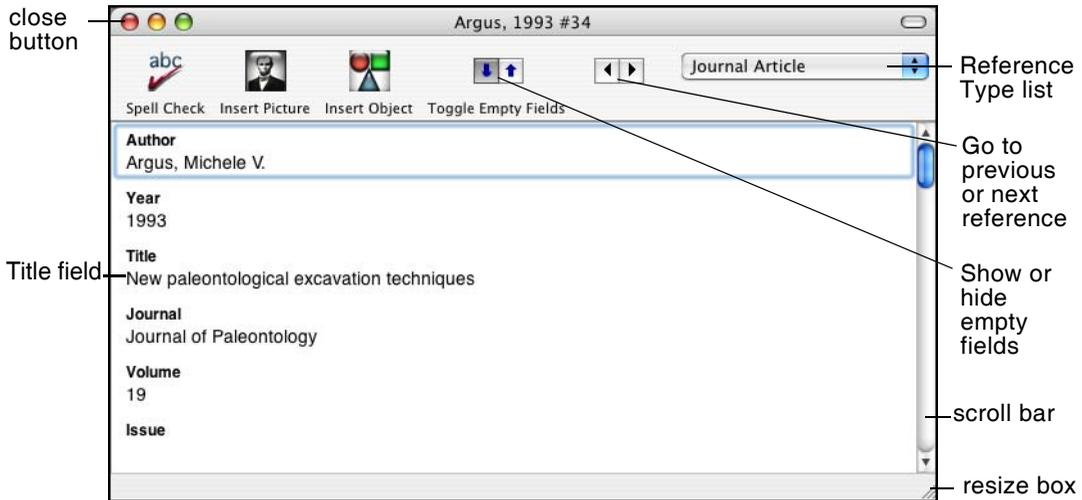 close
button
Argus, 1993 #34
abc
Spell Check
Insert Picture
Insert Object
Toggle Empty Fields
Journal Article
Reference
Type list
Go to
previous
or next
reference
Author
Argus, Michele V.
Year
1993
Title field
Title
New paleontological excavation techniques
Show or
hide
empty
fields
Journal
Journal of Paleontology
Volume
19
Issue
scroll bar
resize box